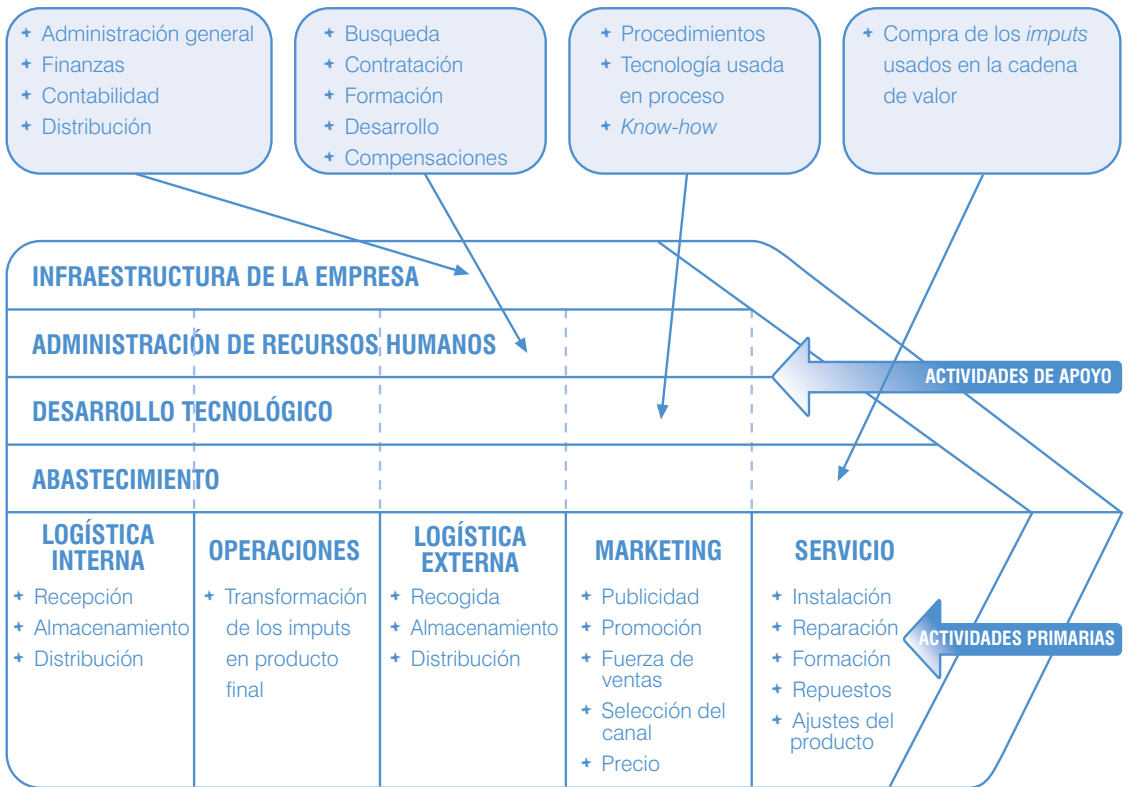 + Administración general
+ Finanzas
+ Contabilidad
+ Distribución
+ Busqueda
+ Contratación
+ Formación
+ Desarrollo
+ Compensaciones
+ Procedimientos
+ Tecnología usada
en proceso
+ Know-how
+ Compra de los imputs
usados en la cadena
de valor
INFRAESTRUCTURA DE LA EMPRESA
ADMINISTRACIÓN DE RECURSOS HUMANOS
ACTIVIDADES DE APOYO
DESARROLLO TECNOLÓGICO
ABASTECIMIENTO
LOGÍSTICA
INTERNA
+ Recepción
+ Almacenamiento
+ Distribución
OPERACIONES
+ Transformación
de los imputs
en producto
final
LOGÍSTICA
EXTERNA
+ Recogida
+ Almacenamiento
+ Distribución
MARKETING
+ Publicidad
+ Promoción
+ Fuerza de
ventas
+ Selección del
canal
+ Precio
SERVICIO
+ Instalación
+ Reparación
+ Formación
+ Repuestos
+ Ajustes del
producto
ACTIVIDADES PRIMARIAS